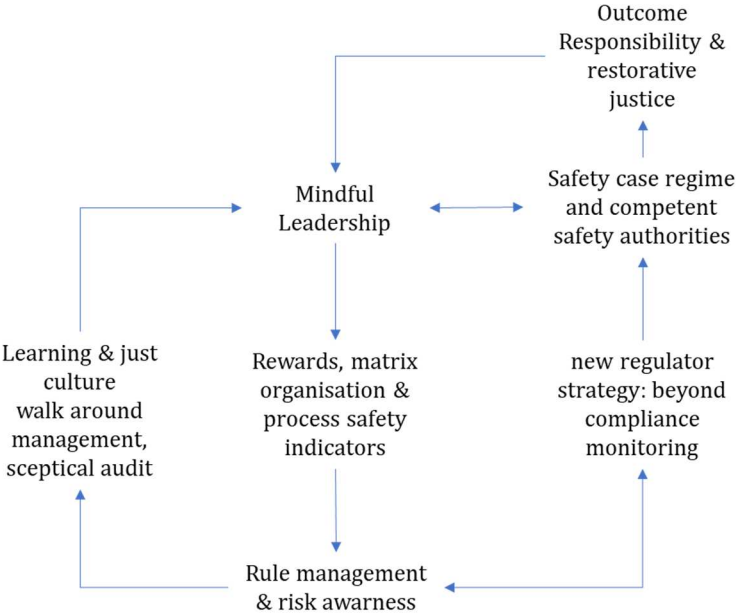 Outcome
Responsibility &
restorative
justice
Mindful
Leadership
Safety case regime
and competent
safety authorities
Learning & just
culture
walk around
management,
sceptical audit
Rewards, matrix
organisation &
process safety
indicators
new regulator
strategy: beyond
compliance
monitoring
Rule management
& risk awarness